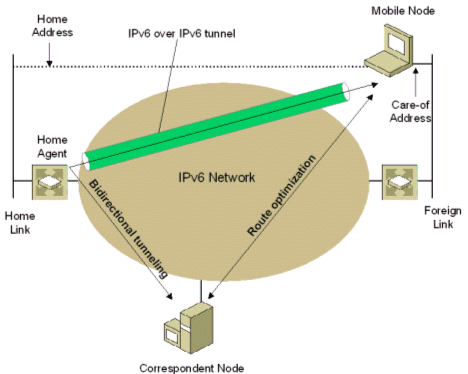 Mobile Node
Home
Address
IPv6 over IPv6 tunnel
Care-of
Address
Home
Agent
IPv6 Network
Route optimization
Bidirectional tunneling
Home
Link
Foreign
Link
Correspondent Node